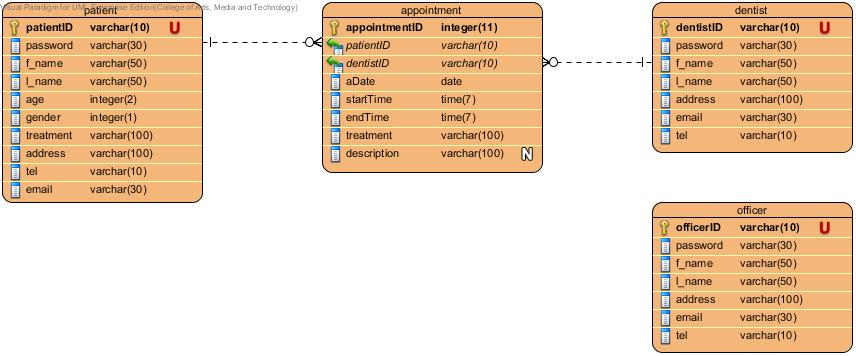 Visual Paradigm for UML Enterprise Edition(College of Arts, Media and Technology)
patient
patientID varchar(10) U
password varchar(30)
f_name varchar(50)
l_name varchar(50)
age integer(2)
gender integer(1)
treatment varchar(100)
address varchar(100)
tel varchar(10)
email varchar(30)
appointment
appointmentID integer(11)
patientID varchar(10)
dentistID varchar(10)
aDate date
startTime time(7)
endTime time(7)
treatment varchar(100)
description varchar(100) N
dentist
dentistID varchar(10) U
password varchar(30)
f_name varchar(50)
l_name varchar(50)
address varchar(100)
email varchar(30)
tel varchar(10)
officer
officerID varchar(10) U
password varchar(30)
f_name varchar(50)
l_name varchar(50)
address varchar(100)
email varchar(30)
tel varchar(10)